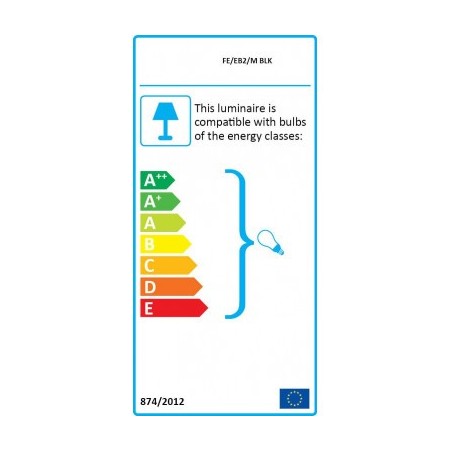 FE/EB2/M BLK
This luminaire is
compatible with bulbs
of the energy classes:
A++
A+
A
B
C
D
E
874/2012